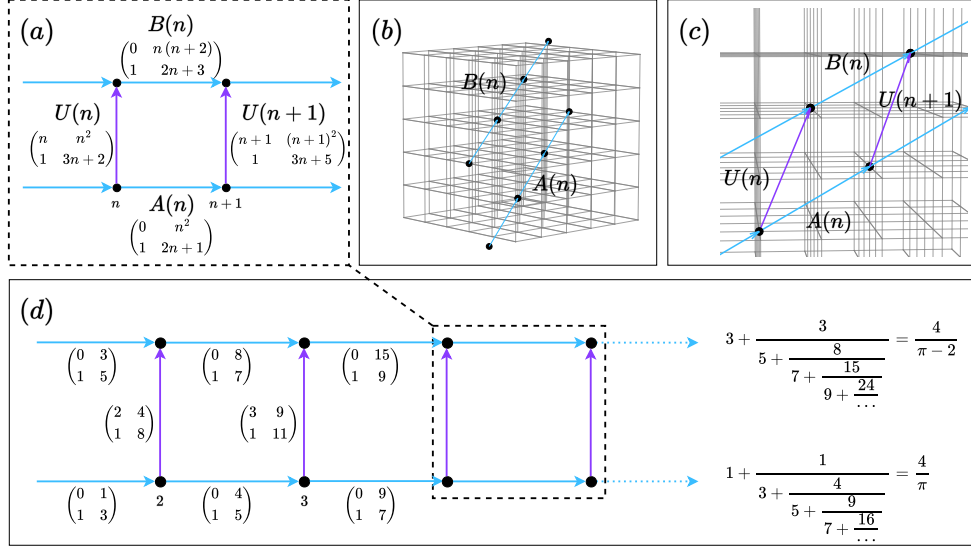 (a)
B(n)
(0 n(n+2)
1 2n+3)
U(n)
(n n²
1 3n+2)
U(n+1)
(n+1 (n+1)²
1 3n+5)
n
A(n)
n+1
(0 n²
1 2n+1)
(b)
B(n)
A(n)
(c)
B(n)
U(n+1)
U(n)
A(n)
(d)
(0 3
1 5)
(0 8
1 7)
(0 15
1 9)
(2 4
1 8)
(3 9
1 11)
(0 1
1 3)
2
(0 4
1 5)
3
(0 9
1 7)
3 + 3/(5 + 8/(7 + 15/(9 + 24/...))) = 4/(π − 2)
1 + 1/(3 + 4/(5 + 9/(7 + 16/...))) = 4/π